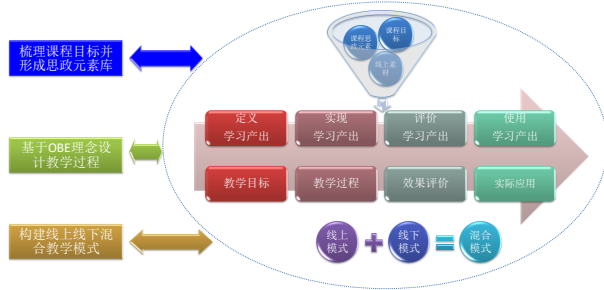 梳理课程目标并
形成思政元素库
基于OBE理念设
计教学过程
构建线上线下混
合教学模式
课程思政元素
课程目
标
线上素
材
定义
学习产出
实现
学习产出
评价
学习产出
使用
学习产出
教学目标
教学过程
效果评价
实际应用
线上
模式
线下
模式
混合
模式